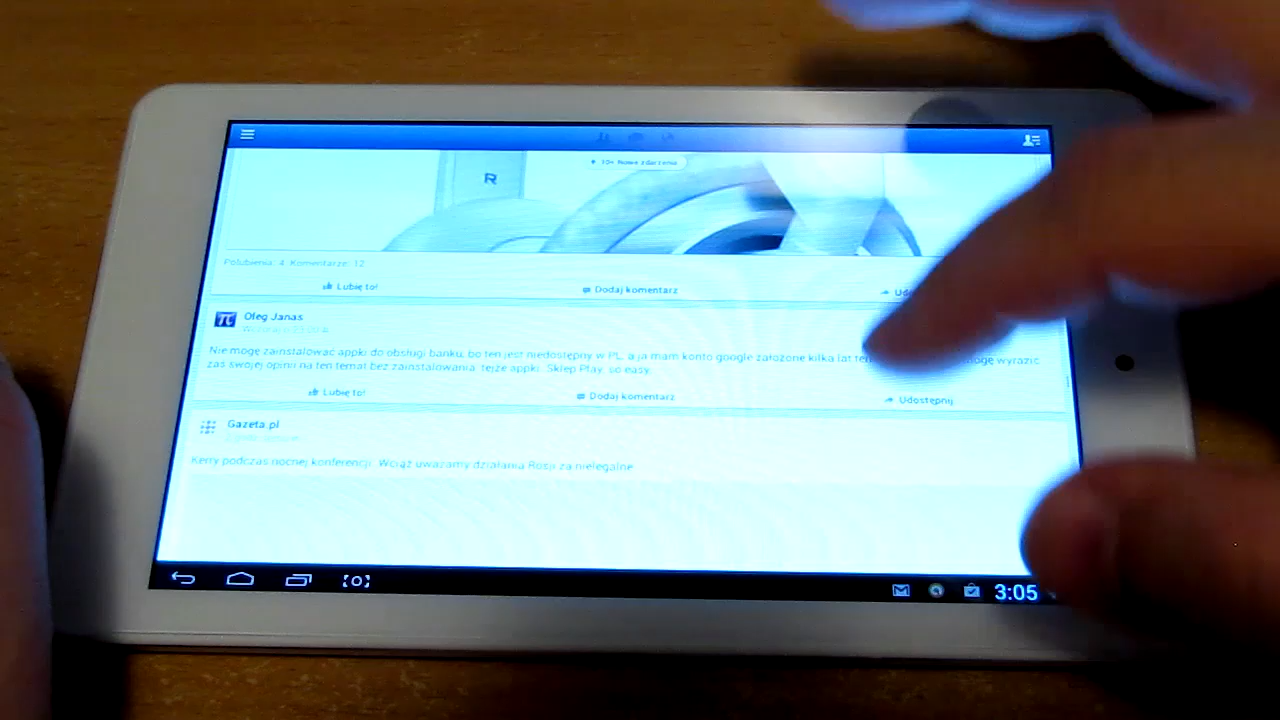 10+ Nowe zdarzenia
R
Polubienia: 4 Komentarze: 12
Lubię to!
Dodaj komentarz
Oleg Janas
Nie mogę zainstalować appki do obsługi banku, bo ten jest niedostępny w PL, a ja mam konto google założone kilka lat wyrazić
zaś swojej opinii na ten temat bez zainstalowania tejże appki. Sklep Play, so easy.
Lubię to!
Dodaj komentarz
Udostępnij
Gazeta.pl
Kerry podczas nocnej konferencji: Wciąż uważamy działania Rosji za nielegalne
3:05